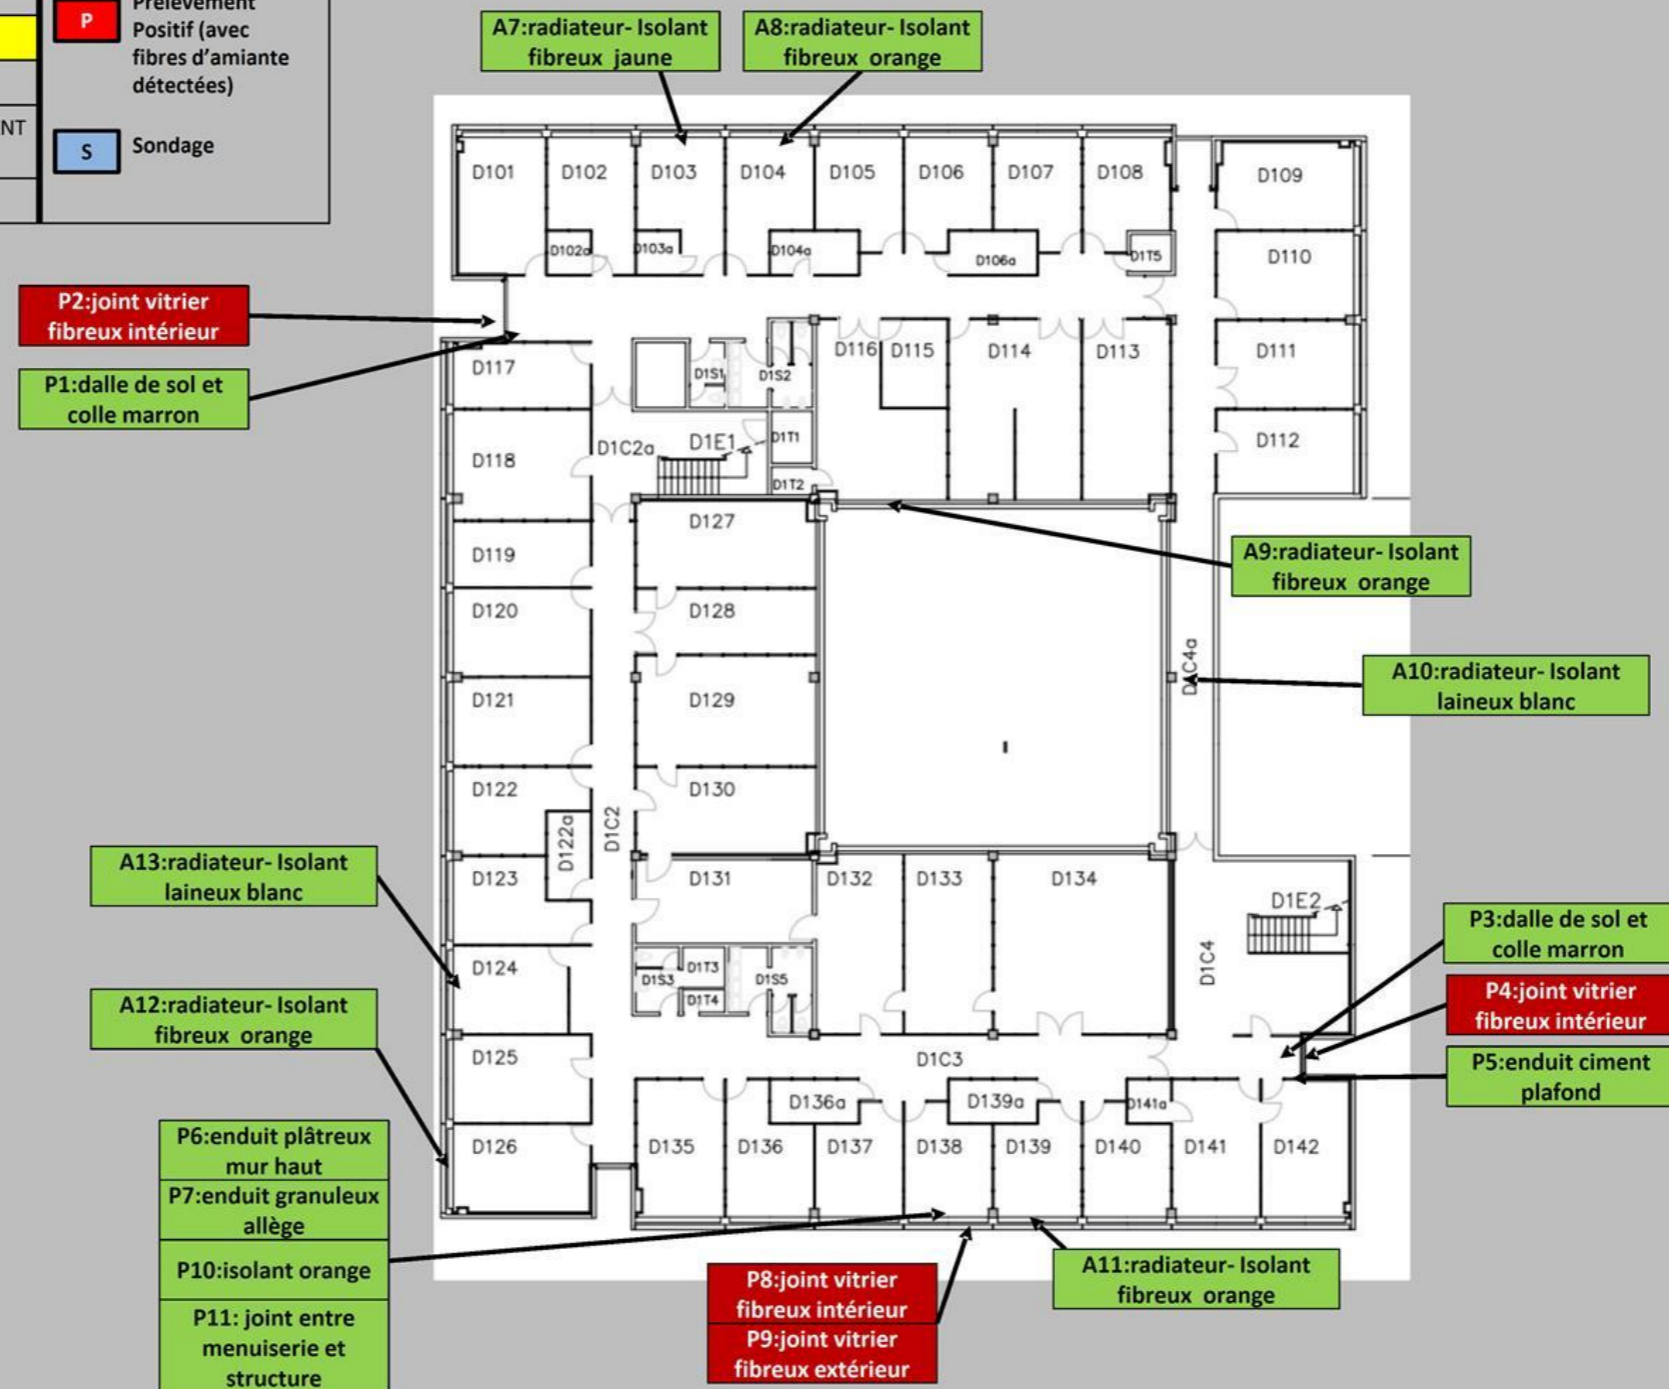 Prélèvement
P
Positif (avec
fibres d'amiante
détectées)
NT
S
Sondage
A7:radiateur- Isolant
fibreux jaune
A8:radiateur- Isolant
fibreux orange
D101
D102
D103
D104
D105
D106
D107
D108
D109
D102a
D103a
D104a
D106a
D1T5
D110
P2:joint vitrier
fibreux intérieur
P1:dalle de sol et
colle marron
D117
D1S1
D1S2
D116
D115
D114
D113
D111
D118
D1C2a
D1E1
D1T1
D1T2
D112
D119
D127
A9:radiateur- Isolant
fibreux orange
D120
D128
D121
D129
D1C4a
A10:radiateur- Isolant
laineux blanc
D122
D122a
D1C2
D130
A13:radiateur- Isolant
laineux blanc
D123
D131
D132
D133
D134
D1E2
P3:dalle de sol et
colle marron
D124
D1S3
D1T3
D1T4
D1S5
D1C4
P4:joint vitrier
fibreux intérieur
A12:radiateur- Isolant
fibreux orange
D125
D1C3
P5:enduit ciment
plafond
D136a
D139a
D141a
D126
D135
D136
D137
D138
D139
D140
D141
D142
P6:enduit plâtreux
mur haut
P7:enduit granuleux
allège
P10:isolant orange
P11: joint entre
menuiserie et
structure
P8:joint vitrier
fibreux intérieur
P9:joint vitrier
fibreux extérieur
A11:radiateur- Isolant
fibreux orange